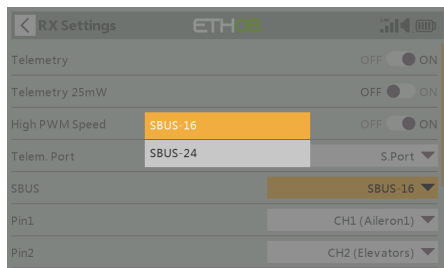 RX Settings ETHOS
Telemetry OFF ON
Telemetry 25mW OFF ON
High PWM Speed OFF ON
SBUS-16
SBUS-24
Telem. Port S.Port
SBUS SBUS-16
Pin1 CH1 (Aileron1)
Pin2 CH2 (Elevators)